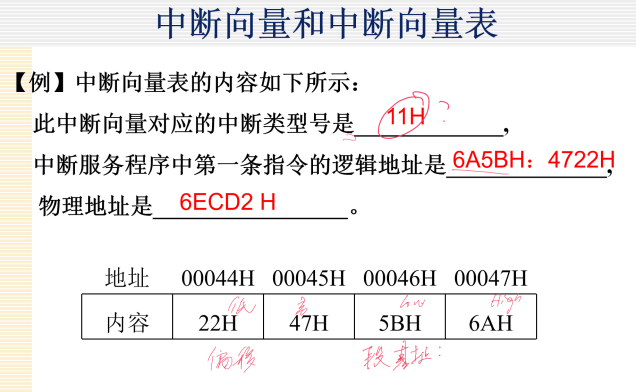 中断向量和中断向量表
【例】中断向量表的内容如下所示：
此中断向量对应的中断类型号是 11H ?，
中断服务程序中第一条指令的逻辑地址是 6A5BH：4722H，
物理地址是 6ECD2 H 。
地址 00044H 00045H 00046H 00047H
低 高 Low High
内容 22H 47H 5BH 6AH
偏移 段基址：